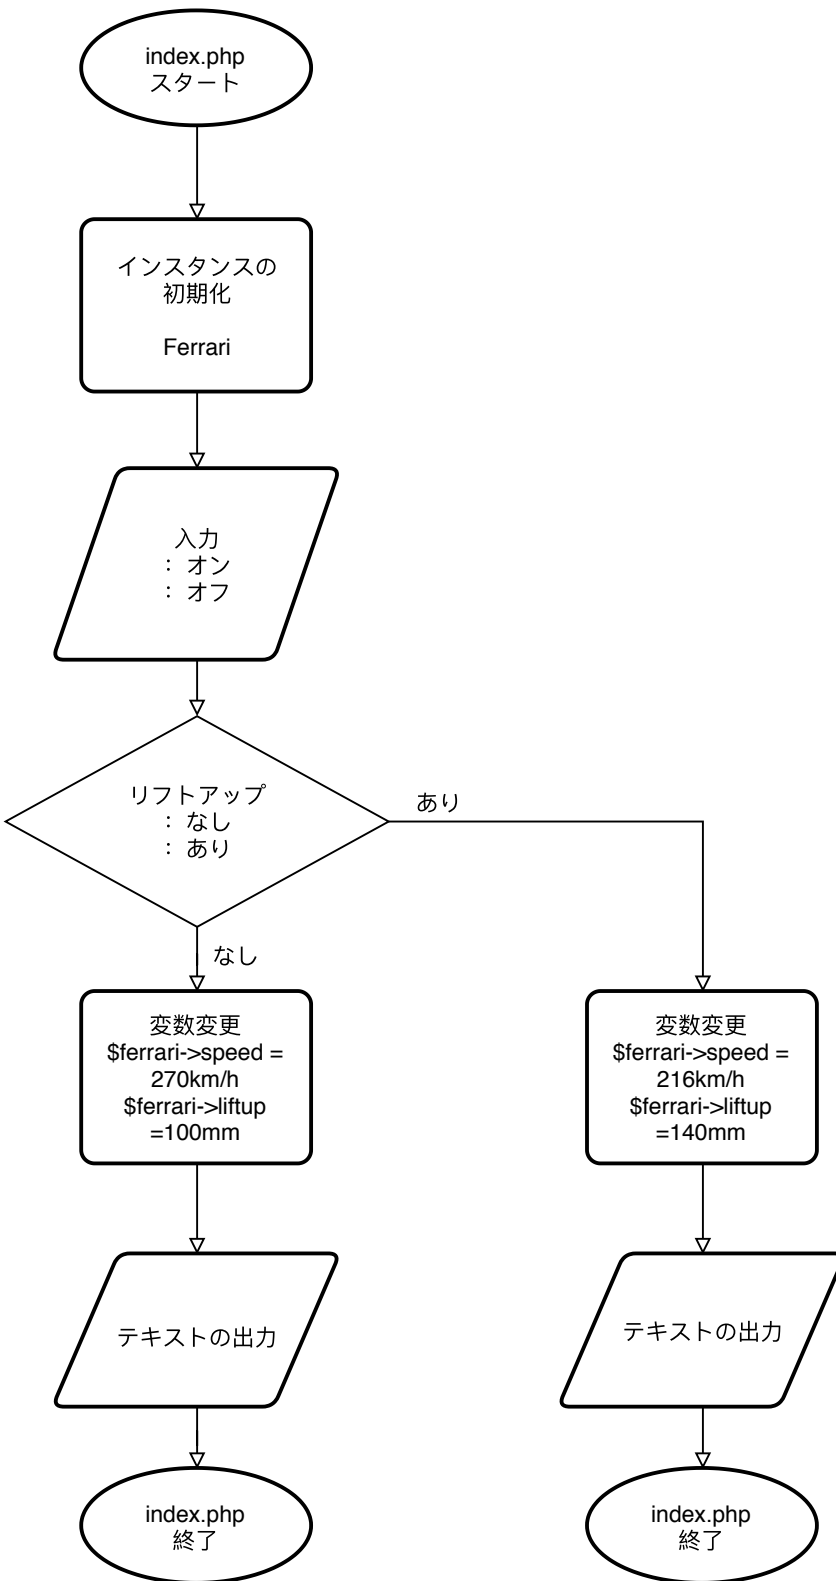 index.php
スタート
インスタンスの
初期化
Ferrari
入力
： オン
： オフ
リフトアップ
： なし
： あり
あり
なし
変数変更
$ferrari->speed =
270km/h
$ferrari->liftup
=100mm
変数変更
$ferrari->speed =
216km/h
$ferrari->liftup
=140mm
テキストの出力
テキストの出力
index.php
終了
index.php
終了